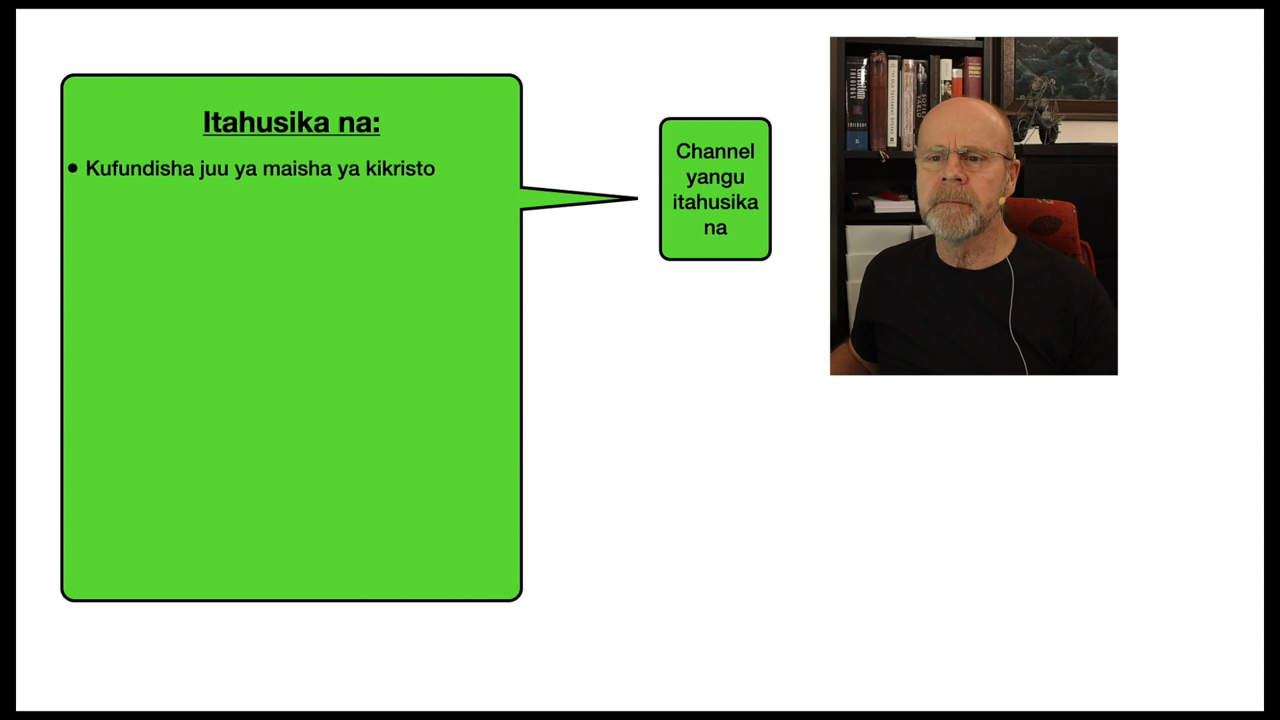 Itahusika na:
• Kufundisha juu ya maisha ya kikristo
Channel
yangu
itahusika
na